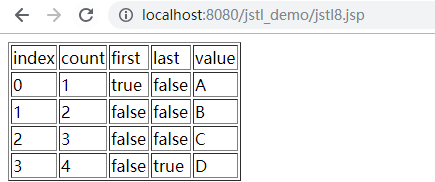 localhost:8080/jstl_demo/jstl8.jsp
index count first last value
0 1 true false A
1 2 false false B
2 3 false false C
3 4 false true D